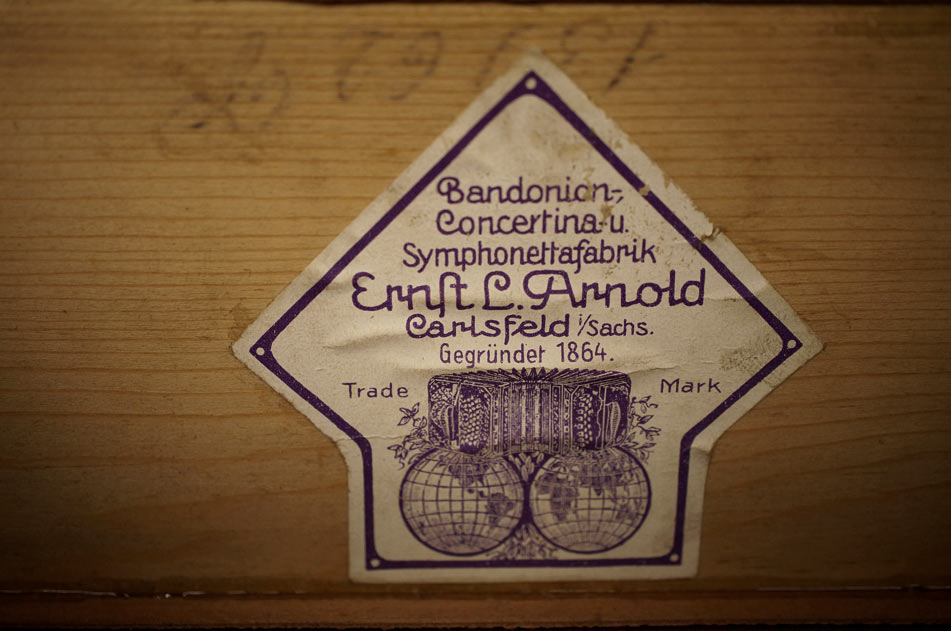 Bandonion-,
Concertina- u.
Symphonettafabrik
Ernst L. Arnold
Carlsfeld i/Sachs.
Gegründet 1864.
Trade Mark